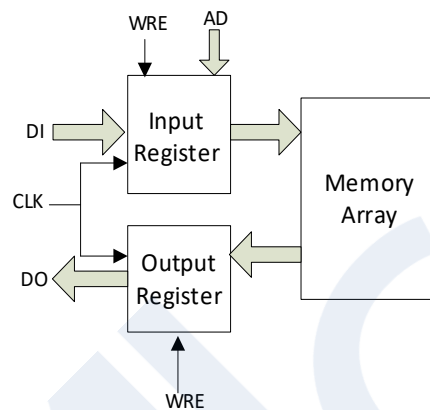 WRE
AD
DI
Input
Register
Memory
Array
CLK
DO
Output
Register
WRE